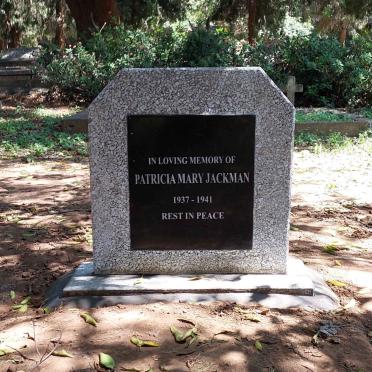 IN LOVING MEMORY OF
PATRICIA MARY JACKMAN
1937 - 1941
REST IN PEACE